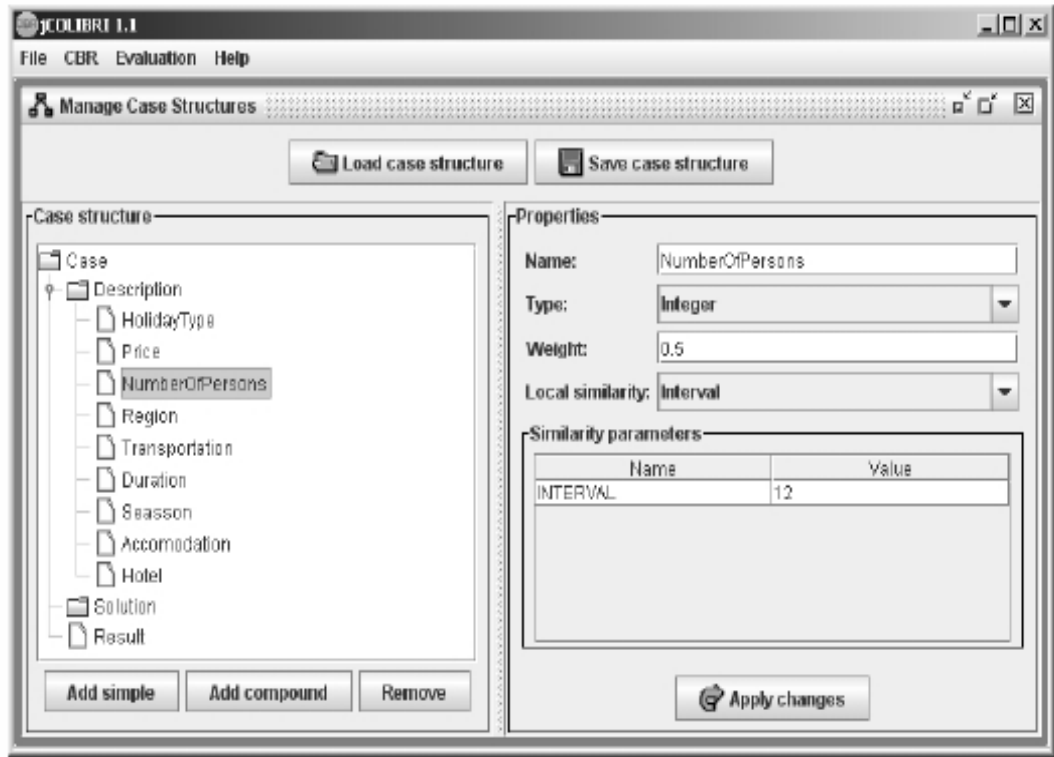 jCOLIBRI 1.1
File CBR Evaluation Help
Manage Case Structures
Load case structure Save case structure
Case structure
Case
Description
HolidayType
Price
NumberOfPersons
Region
Transportation
Duration
Seasson
Accomodation
Hotel
Solution
Result
Add simple Add compound Remove
Properties
Name: NumberOfPersons
Type: Integer
Weight: 0.5
Local similarity: Interval
Similarity parameters
Name Value
INTERVAL 12
Apply changes